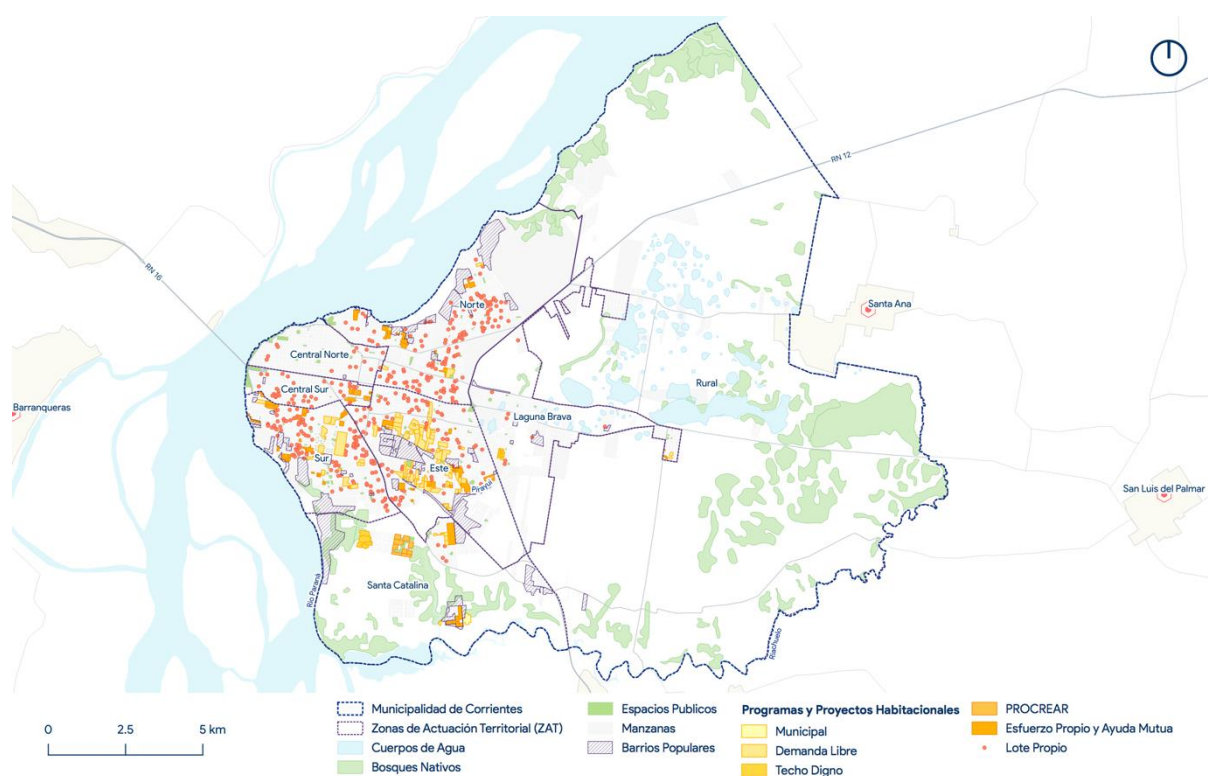 RN 12
RN 16
Santa Ana
Norte
Central Norte
Rural
Central Sur
Barranqueras
Laguna Brava
Sur
Este
Pirayuí
San Luis del Palmar
Santa Catalina
Río Paraná
Riachuelo
0 2.5 5 km
Municipalidad de Corrientes
Zonas de Actuación Territorial (ZAT)
Cuerpos de Agua
Bosques Nativos
Espacios Publicos
Manzanas
Barrios Populares
Programas y Proyectos Habitacionales
Municipal
Demanda Libre
Techo Digno
PROCREAR
Esfuerzo Propio y Ayuda Mutua
Lote Propio